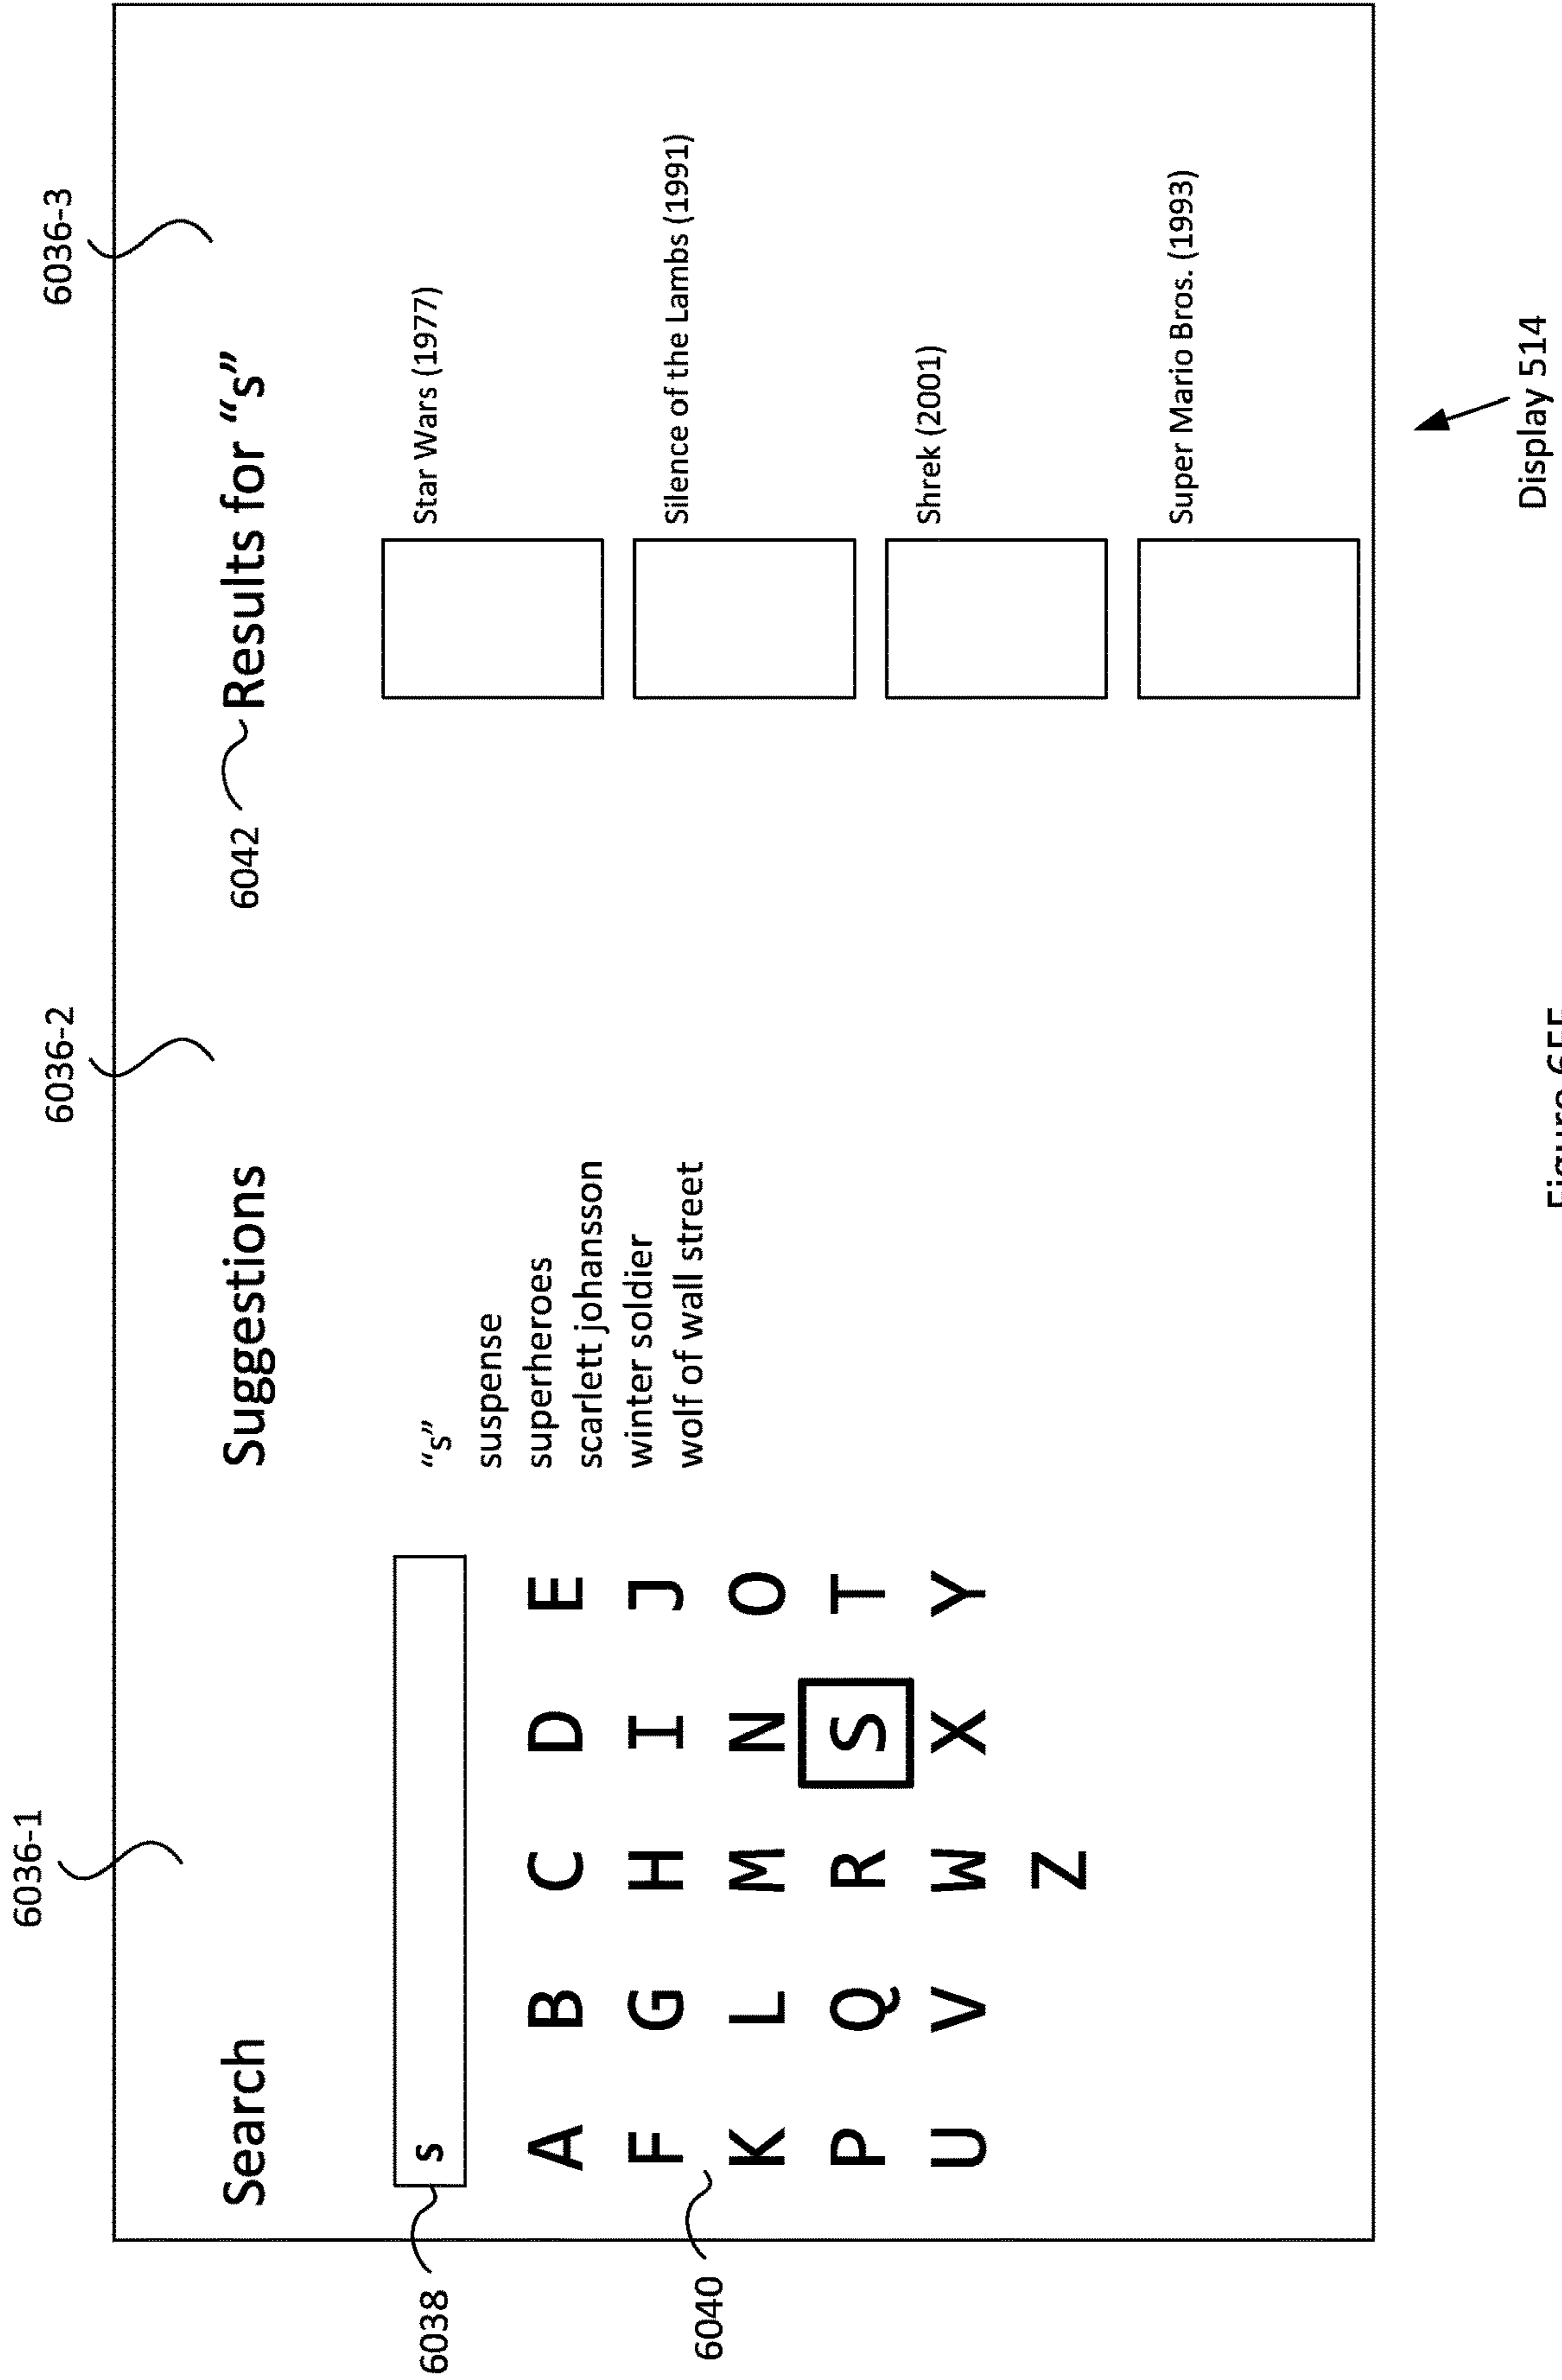 6036-1
6036-2
6036-3
Search
6038
s
6040
A B C D E
F G H I J
K L M N O
P Q R S T
U V W X Y
Z
Suggestions
“s”
suspense
superheroes
scarlett johansson
winter soldier
wolf of wall street
6042
Results for “s”
Star Wars (1977)
Silence of the Lambs (1991)
Shrek (2001)
Super Mario Bros. (1993)
Display 514
Figure